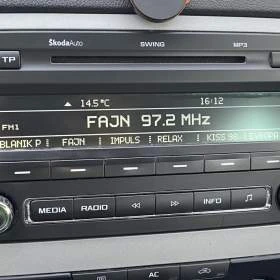 ŠkodaAuto SWING MP3
TP
14.5°C 16:12
FAJN 97.2 MHz
FM1
BLANIK P FAJN IMPULS RELAX KISS 98
MEDIA RADIO INFO
A/C